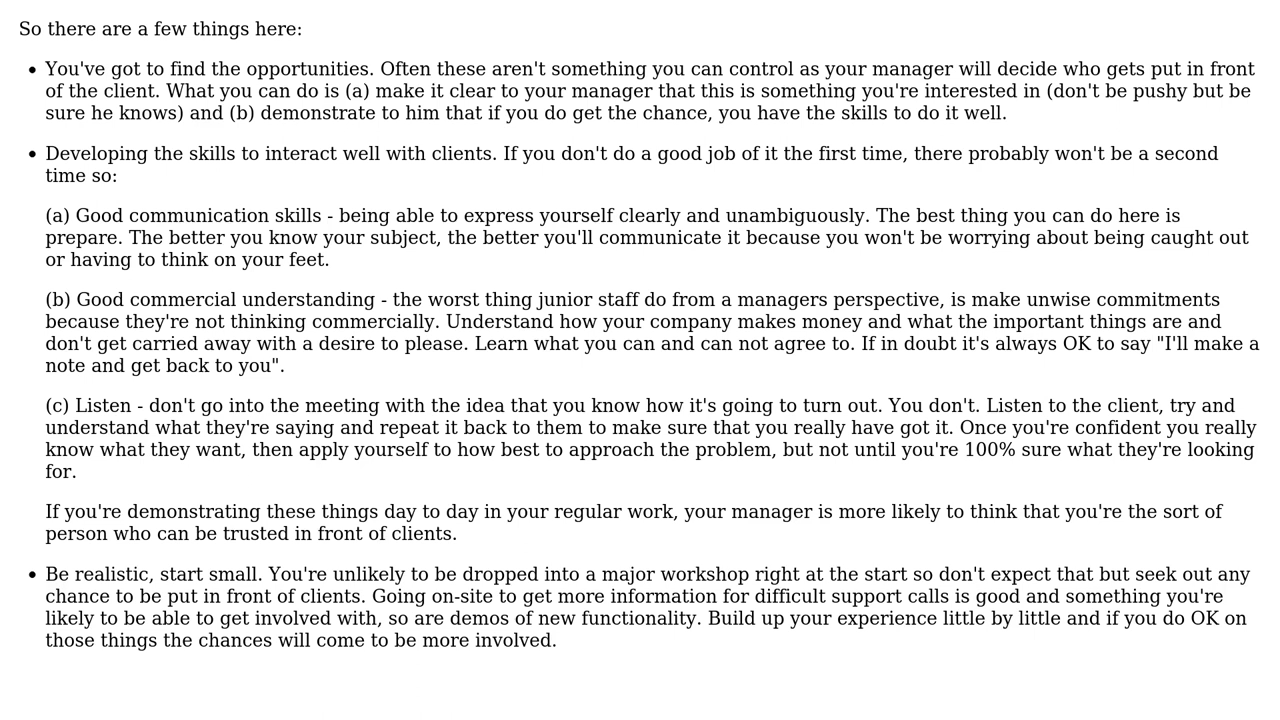 So there are a few things here:
• You've got to find the opportunities. Often these aren't something you can control as your manager will decide who gets put in front
of the client. What you can do is (a) make it clear to your manager that this is something you're interested in (don't be pushy but be
sure he knows) and (b) demonstrate to him that if you do get the chance, you have the skills to do it well.
• Developing the skills to interact well with clients. If you don't do a good job of it the first time, there probably won't be a second
time so:
(a) Good communication skills - being able to express yourself clearly and unambiguously. The best thing you can do here is
prepare. The better you know your subject, the better you'll communicate it because you won't be worrying about being caught out
or having to think on your feet.
(b) Good commercial understanding - the worst thing junior staff do from a managers perspective, is make unwise commitments
because they're not thinking commercially. Understand how your company makes money and what the important things are and
don't get carried away with a desire to please. Learn what you can and can not agree to. If in doubt it's always OK to say "I'll make a
note and get back to you".
(c) Listen - don't go into the meeting with the idea that you know how it's going to turn out. You don't. Listen to the client, try and
understand what they're saying and repeat it back to them to make sure that you really have got it. Once you're confident you really
know what they want, then apply yourself to how best to approach the problem, but not until you're 100% sure what they're looking
for.
If you're demonstrating these things day to day in your regular work, your manager is more likely to think that you're the sort of
person who can be trusted in front of clients.
• Be realistic, start small. You're unlikely to be dropped into a major workshop right at the start so don't expect that but seek out any
chance to be put in front of clients. Going on-site to get more information for difficult support calls is good and something you're
likely to be able to get involved with, so are demos of new functionality. Build up your experience little by little and if you do OK on
those things the chances will come to be more involved.